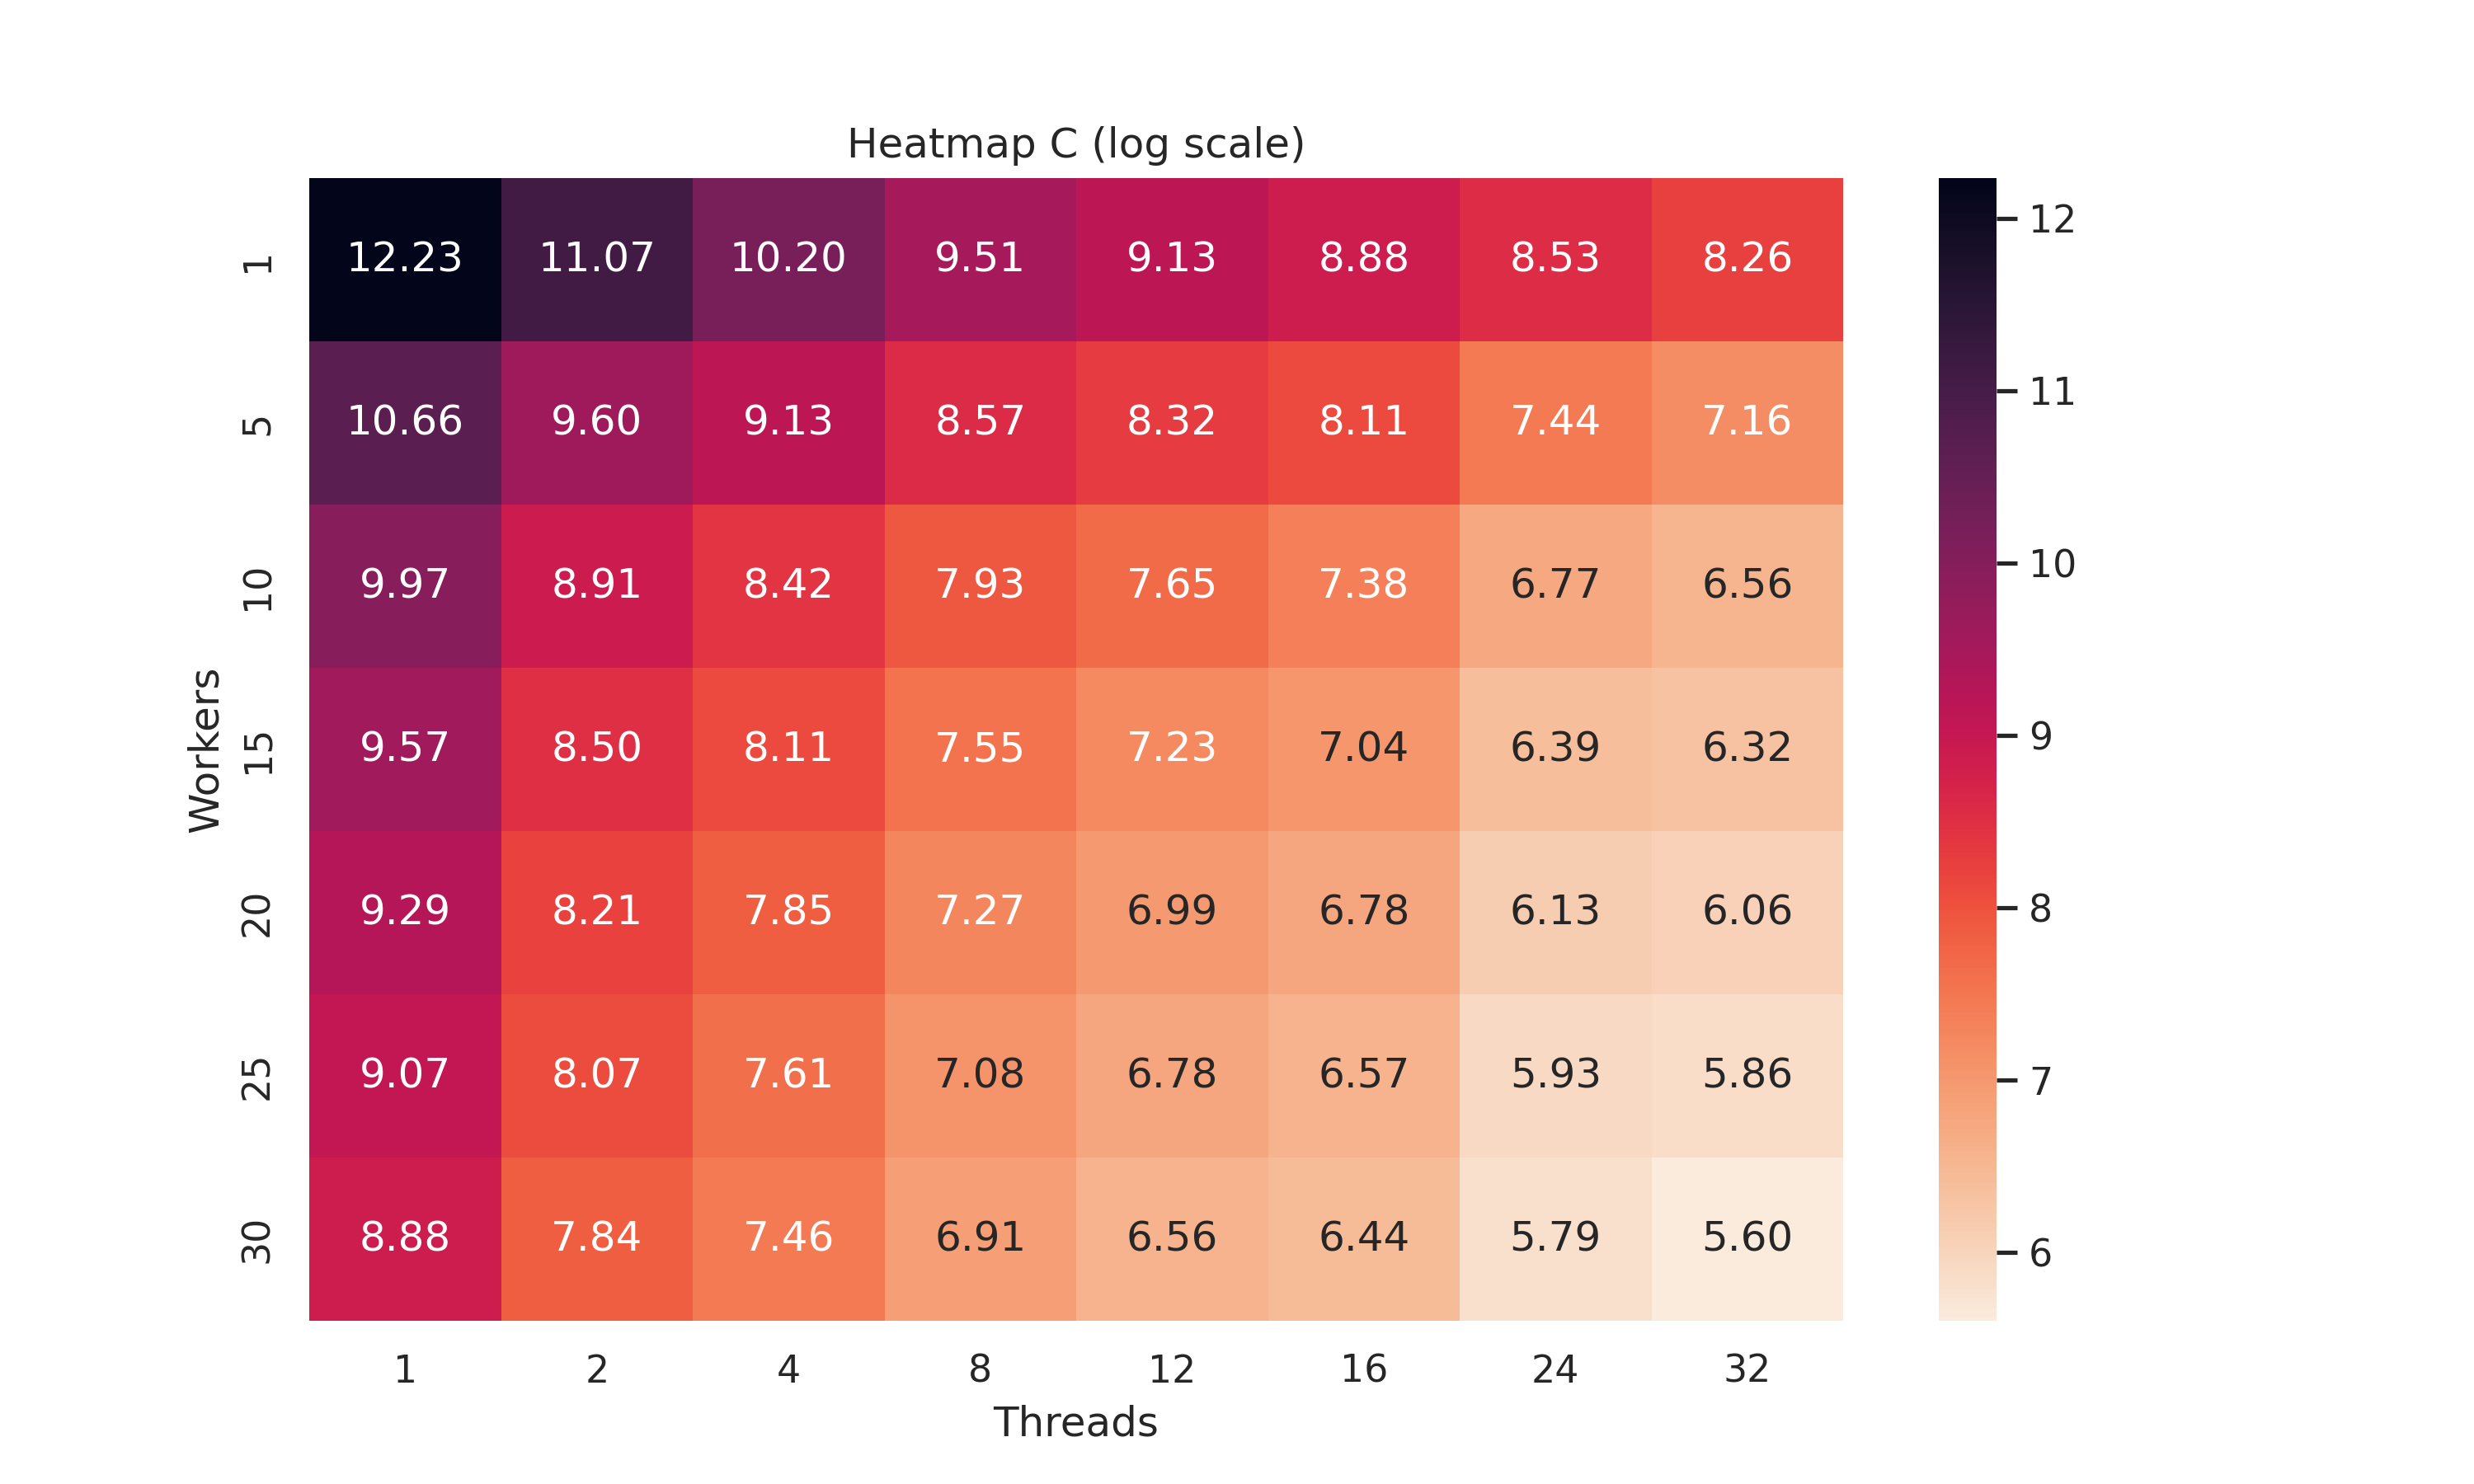 Heatmap C (log scale)
1 12.23 11.07 10.20 9.51 9.13 8.88 8.53 8.26
5 10.66 9.60 9.13 8.57 8.32 8.11 7.44 7.16
10 9.97 8.91 8.42 7.93 7.65 7.38 6.77 6.56
15 9.57 8.50 8.11 7.55 7.23 7.04 6.39 6.32
20 9.29 8.21 7.85 7.27 6.99 6.78 6.13 6.06
25 9.07 8.07 7.61 7.08 6.78 6.57 5.93 5.86
30 8.88 7.84 7.46 6.91 6.56 6.44 5.79 5.60
1 2 4 8 12 16 24 32
Threads
Workers
12
11
10
9
8
7
6